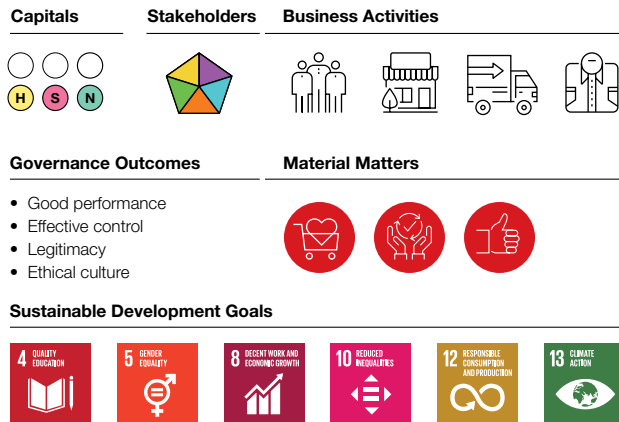 Capitals
Stakeholders
Business Activities
H S N
Governance Outcomes
Material Matters
• Good performance
• Effective control
• Legitimacy
• Ethical culture
Sustainable Development Goals
4 QUALITY
EDUCATION
5 GENDER
EQUALITY
8 DECENT WORK AND
ECONOMIC GROWTH
10 REDUCED
INEQUALITIES
12 RESPONSIBLE
CONSUMPTION
AND PRODUCTION
13 CLIMATE
ACTION